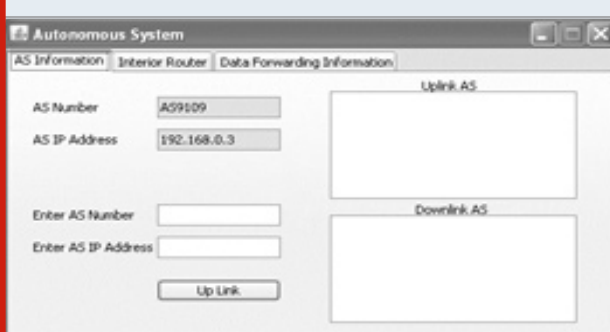 Autonomous System
AS Information Interior Router Data Forwarding Information
Uplink AS
AS Number AS9109
AS IP Address 192.168.0.3
Enter AS Number
Downlink AS
Enter AS IP Address
Up Link